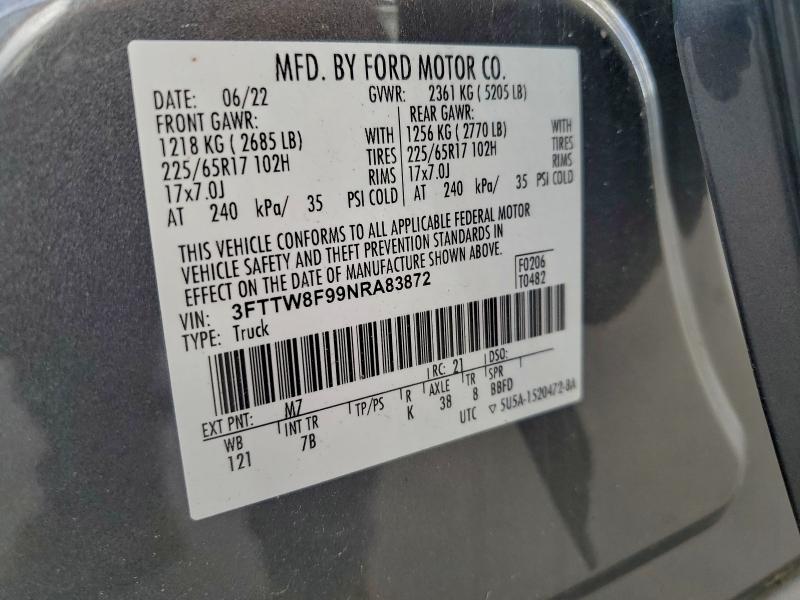 MFD. BY FORD MOTOR CO.
DATE: 06/22 GVWR: 2361 KG ( 5205 LB)
FRONT GAWR: REAR GAWR:
1218 KG ( 2685 LB) WITH 1256 KG ( 2770 LB) WITH
225/65R17 102H TIRES 225/65R17 102H TIRES
17x7.0J RIMS 17x7.0J RIMS
AT 240 kPa/ 35 PSI COLD AT 240 kPa/ 35 PSI COLD
THIS VEHICLE CONFORMS TO ALL APPLICABLE FEDERAL MOTOR
VEHICLE SAFETY AND THEFT PREVENTION STANDARDS IN
EFFECT ON THE DATE OF MANUFACTURE SHOWN ABOVE.
F0206
VIN: 3FTTW8F99NRA83872 T0482
TYPE: Truck
RC: 21 DSO:
EXT PNT: M7
WB INT TR TP/PS R AXLE TR SPR
121 7B K 38 8 BBFD
UTC ▽ 5U5A-1520472-BA